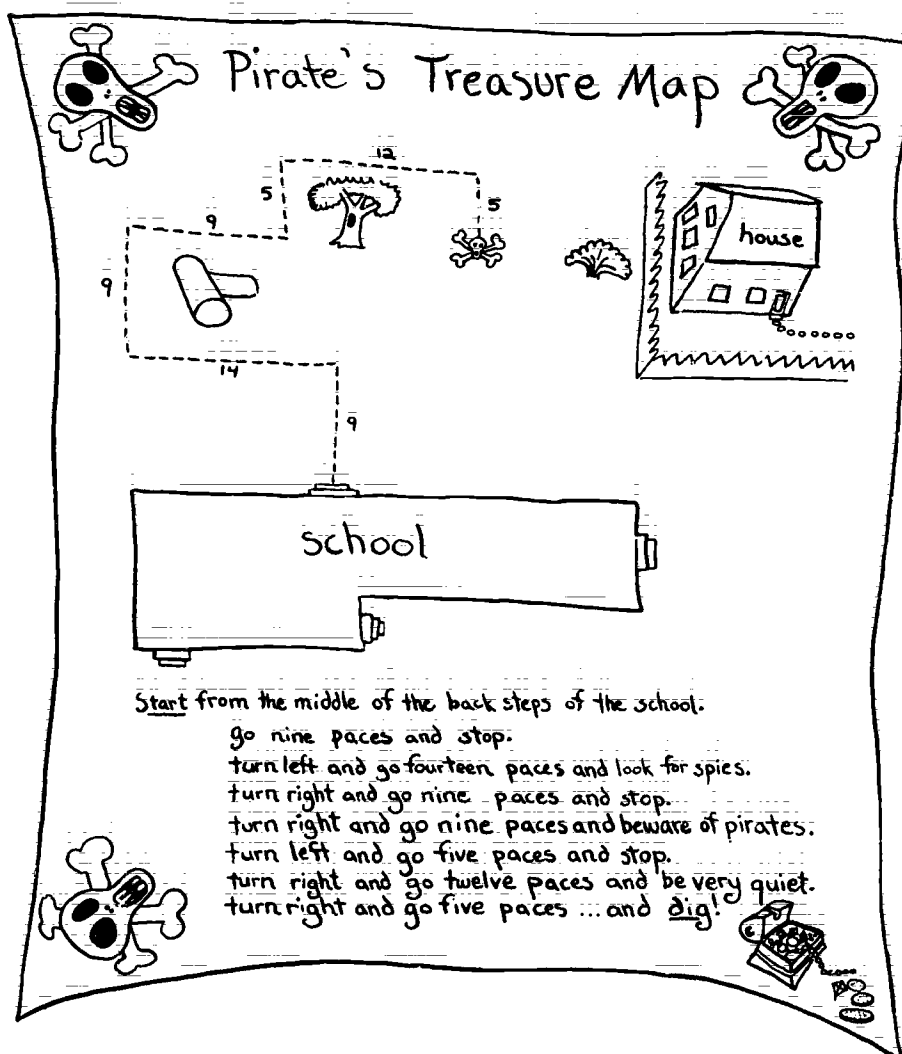 Pirate's Treasure Map
12
5
5
9
house
9
14
9
school
Start from the middle of the back steps of the school.
go nine paces and stop.
turn left and go fourteen paces and look for spies.
turn right and go nine paces and stop.
turn right and go nine paces and beware of pirates.
turn left and go five paces and stop.
turn right and go twelve paces and be very quiet.
turn right and go five paces ... and dig!